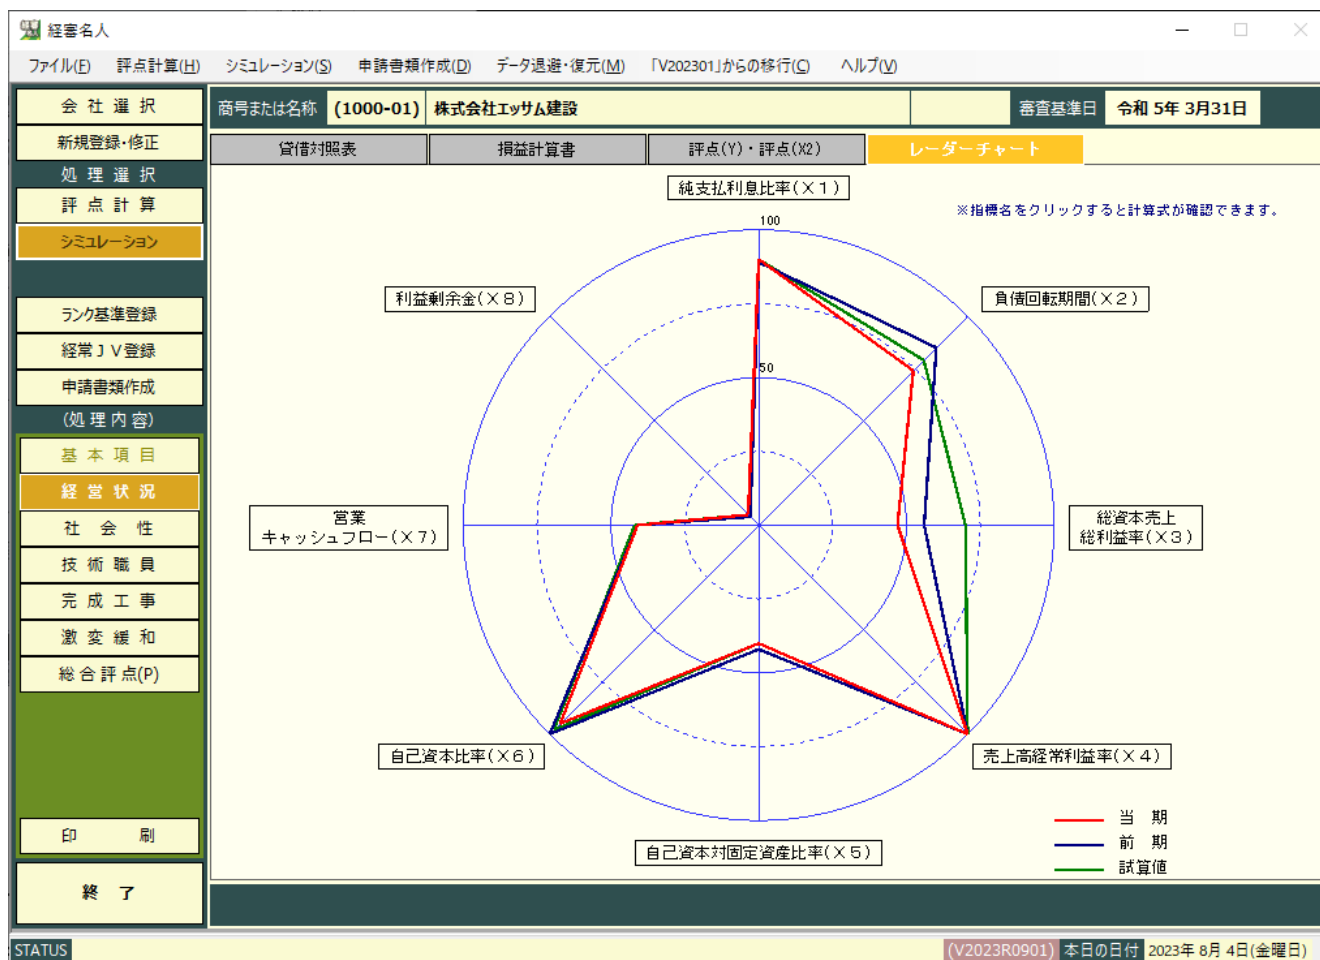 経審名人
ファイル(F) 評点計算(H) シミュレーション(S) 申請書類作成(D) データ退避・復元(M) 「V202301」からの移行(C) ヘルプ(V)
会社選択
新規登録・修正
処理選択
評点計算
シミュレーション
ランク基準登録
経常JV登録
申請書類作成
(処理内容)
基本項目
経営状況
社会性
技術職員
完成工事
激変緩和
総合評点(P)
印刷
終了
商号または名称 (1000-01) 株式会社エッサム建設 審査基準日 令和 5年 3月31日
貸借対照表 損益計算書 評点(Y)・評点(X2) レーダーチャート
純支払利息比率(X1)
※指標名をクリックすると計算式が確認できます。
100
利益剰余金(X8)
負債回転期間(X2)
50
営業
キャッシュフロー(X7)
総資本売上
総利益率(X3)
自己資本比率(X6)
売上高経常利益率(X4)
自己資本対固定資産比率(X5)
当期
前期
試算値
STATUS (V2023R0901) 本日の日付 2023年 8月 4日(金曜日)